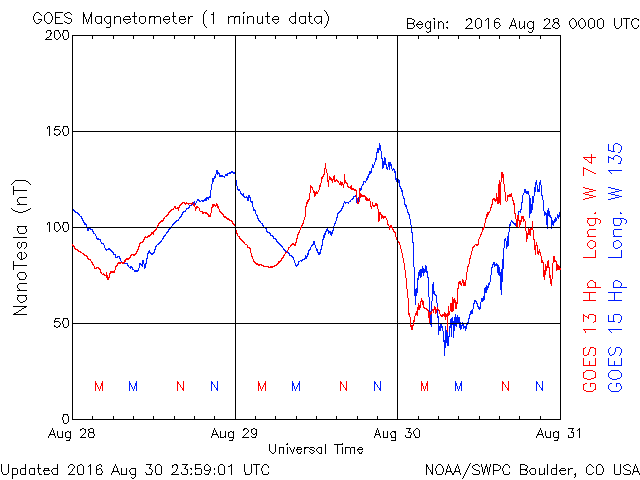 GOES Magnetometer (1 minute data)
Begin: 2016 Aug 28 0000 UTC
200
150
100
50
0
NanoTesla (nT)
M M N N M M N N M M N N
Aug 28 Aug 29 Aug 30 Aug 31
Universal Time
GOES 13 Hp Long. W 74
GOES 15 Hp Long. W 135
Updated 2016 Aug 30 23:59:01 UTC
NOAA/SWPC Boulder, CO USA